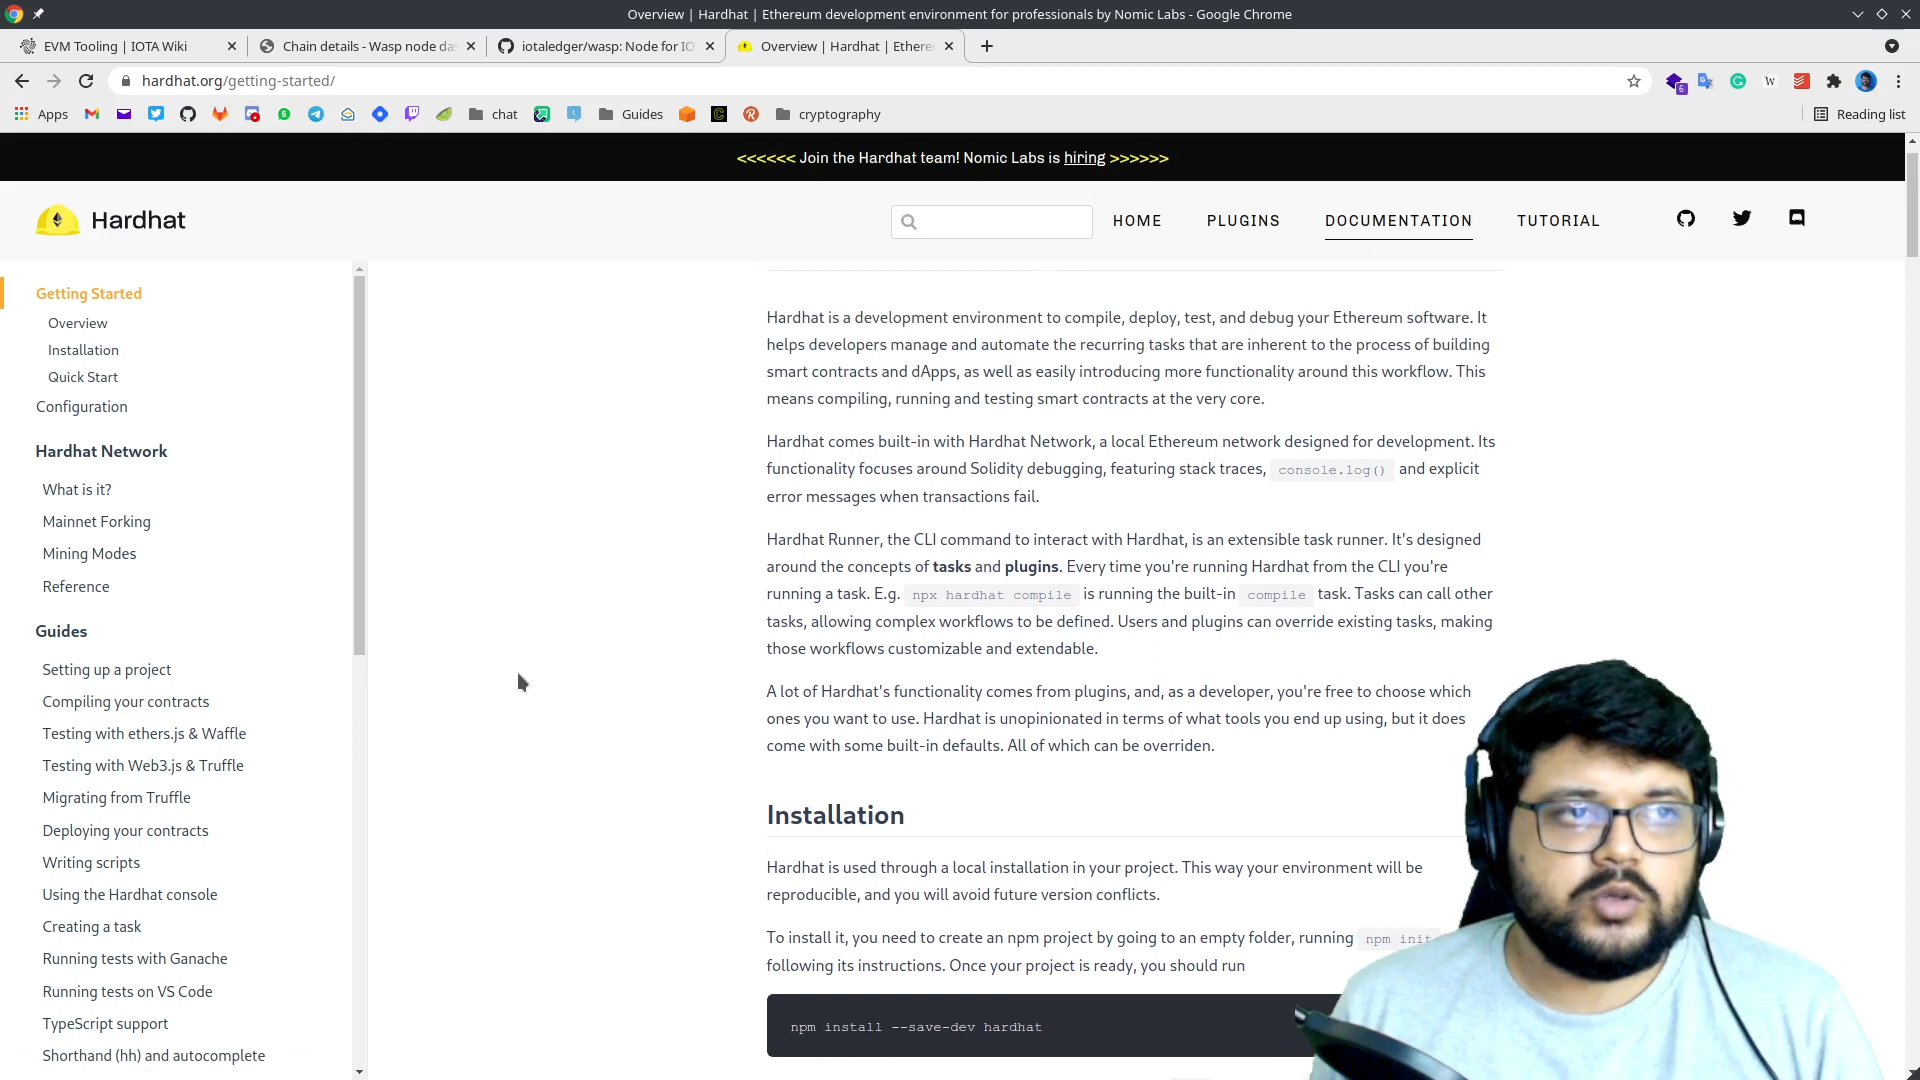 Overview | Hardhat | Ethereum development environment for professionals by Nomic Labs - Google Chrome
EVM Tooling | IOTA Wiki
Chain details - Wasp node da
iotaledger/wasp: Node for IO
Overview | Hardhat | Ethere
hardhat.org/getting-started/
6
W
Apps
chat
Guides
cryptography
Reading list
<<<<<< Join the Hardhat team! Nomic Labs is hiring >>>>>>
Hardhat
HOME
PLUGINS
DOCUMENTATION
TUTORIAL
Getting Started
Overview
Installation
Quick Start
Configuration
Hardhat Network
What is it?
Mainnet Forking
Mining Modes
Reference
Guides
Setting up a project
Compiling your contracts
Testing with ethers.js & Waffle
Testing with Web3.js & Truffle
Migrating from Truffle
Deploying your contracts
Writing scripts
Using the Hardhat console
Creating a task
Running tests with Ganache
Running tests on VS Code
TypeScript support
Shorthand (hh) and autocomplete
Hardhat is a development environment to compile, deploy, test, and debug your Ethereum software. It
helps developers manage and automate the recurring tasks that are inherent to the process of building
smart contracts and dApps, as well as easily introducing more functionality around this workflow. This
means compiling, running and testing smart contracts at the very core.
Hardhat comes built-in with Hardhat Network, a local Ethereum network designed for development. Its
functionality focuses around Solidity debugging, featuring stack traces, console.log() and explicit
error messages when transactions fail.
Hardhat Runner, the CLI command to interact with Hardhat, is an extensible task runner. It's designed
around the concepts of tasks and plugins. Every time you're running Hardhat from the CLI you're
running a task. E.g. npx hardhat compile is running the built-in compile task. Tasks can call other
tasks, allowing complex workflows to be defined. Users and plugins can override existing tasks, making
those workflows customizable and extendable.
A lot of Hardhat's functionality comes from plugins, and, as a developer, you're free to choose which
ones you want to use. Hardhat is unopinionated in terms of what tools you end up using, but it does
come with some built-in defaults. All of which can be overriden.
Installation
Hardhat is used through a local installation in your project. This way your environment will be
reproducible, and you will avoid future version conflicts.
To install it, you need to create an npm project by going to an empty folder, running npm init
following its instructions. Once your project is ready, you should run
npm install --save-dev hardhat